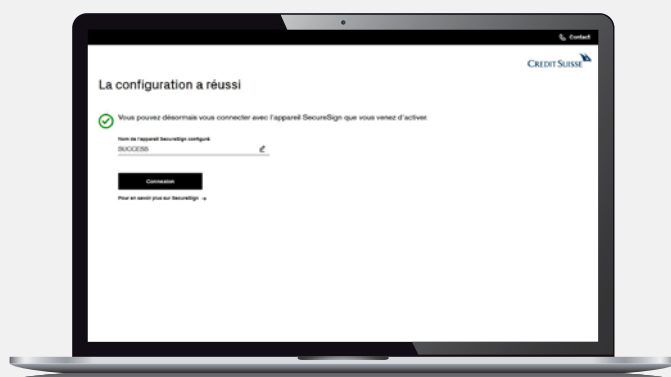 Contact
CREDIT SUISSE
La configuration a réussi
Vous pouvez désormais vous connecter avec l'appareil SecureSign que vous venez d'activer.
Nom de l'appareil SecureSign configuré
SUCCESS
Connexion
Pour en savoir plus sur SecureSign